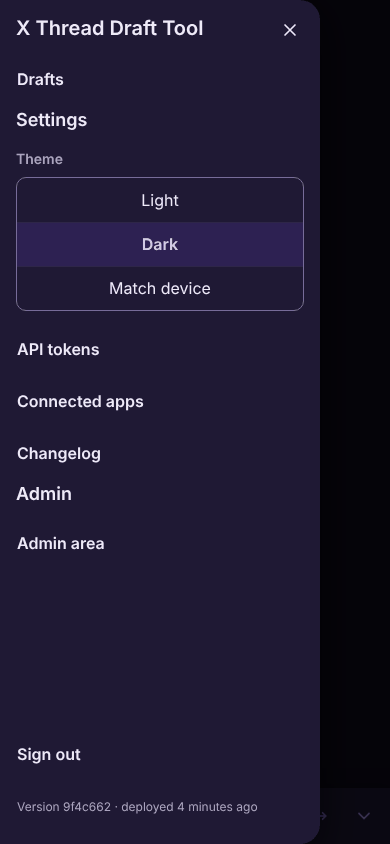 X Thread Draft Tool
Drafts
Settings
Theme
Light
Dark
Match device
API tokens
Connected apps
Changelog
Admin
Admin area
Sign out
Version 9f4c662 · deployed 4 minutes ago